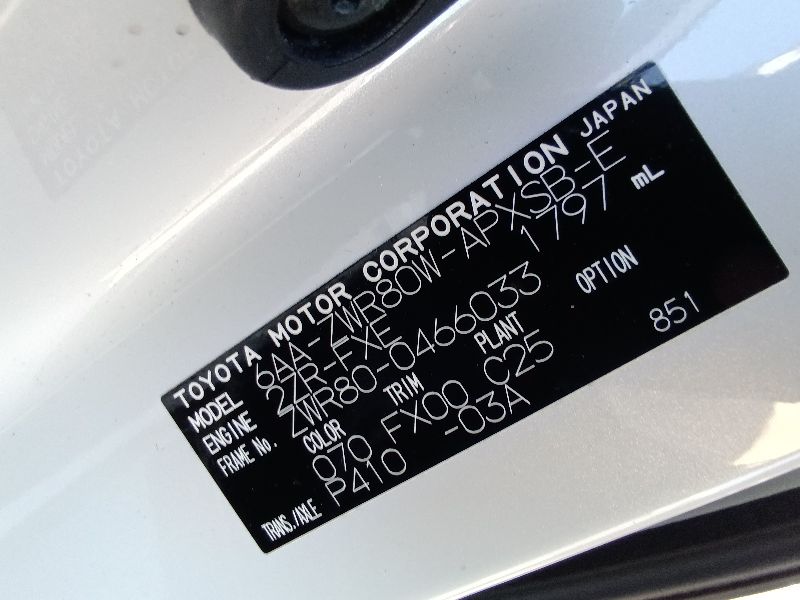 TOYOTA MOTOR CORPORATION JAPAN
MODEL 6AA-ZWR80W-APXSB-E
ENGINE 2ZR-FXE 1797 mL
FRAME No. ZWR80-0466033
COLOR TRIM PLANT OPTION
070 FX00 C25 851
TRANS./AXLE P410 -03A